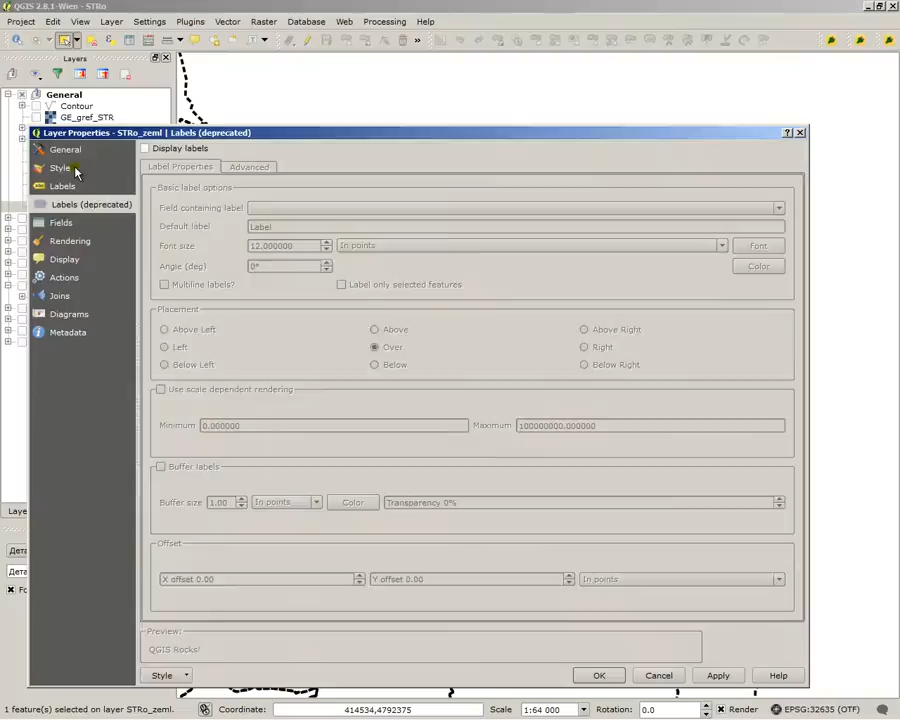 QGIS 2.8.1-Wien - STRo
Project Edit View Layer Settings Plugins Vector Raster Database Web Processing Help
Layers
General
Contour
GE_gref_STR
Layer Properties - STRo_zeml | Labels (deprecated)
General
Style
Labels
Labels (deprecated)
Fields
Rendering
Display
Actions
Joins
Diagrams
Metadata
Display labels
Label Properties Advanced
Basic label options
Field containing label
Default label Label
Font size 12.000000 In points Font
Angle (deg) 0° Color
Multiline labels? Label only selected features
Placement
Above Left Above Above Right
Left Over Right
Below Left Below Below Right
Use scale dependent rendering
Minimum 0.000000 Maximum 100000000.000000
Buffer labels
Buffer size 1.00 In points Color Transparency 0%
Offset
X offset 0.00 Y offset 0.00 In points
Preview:
QGIS Rocks!
Style OK Cancel Apply Help
Laye
Дета
Дета
Fo
1 feature(s) selected on layer STRo_zeml. Coordinate: 414534,4792375 Scale 1:64 000 Rotation: 0.0 Render EPSG:32635 (OTF)